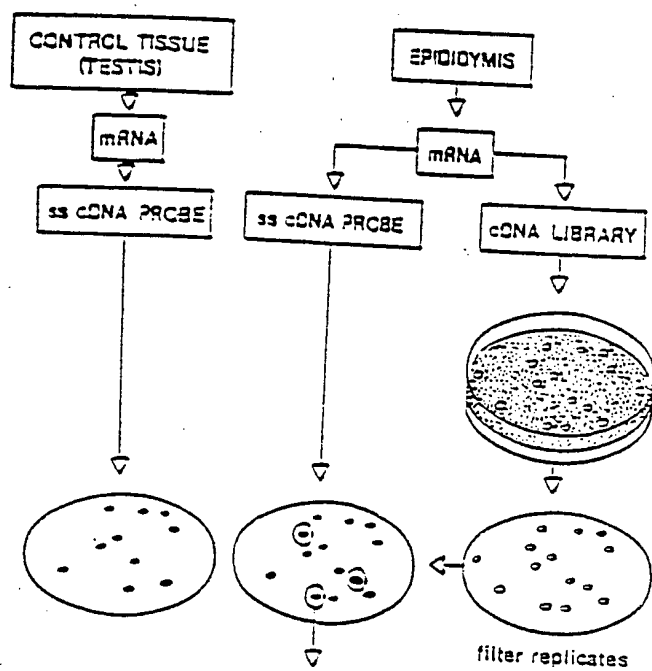 CONTROL TISSUE
(TESTIS)
EPIDIDYMIS
mRNA
mRNA
ss cDNA PROBE
ss cDNA PROBE
cDNA LIBRARY
filter replicates